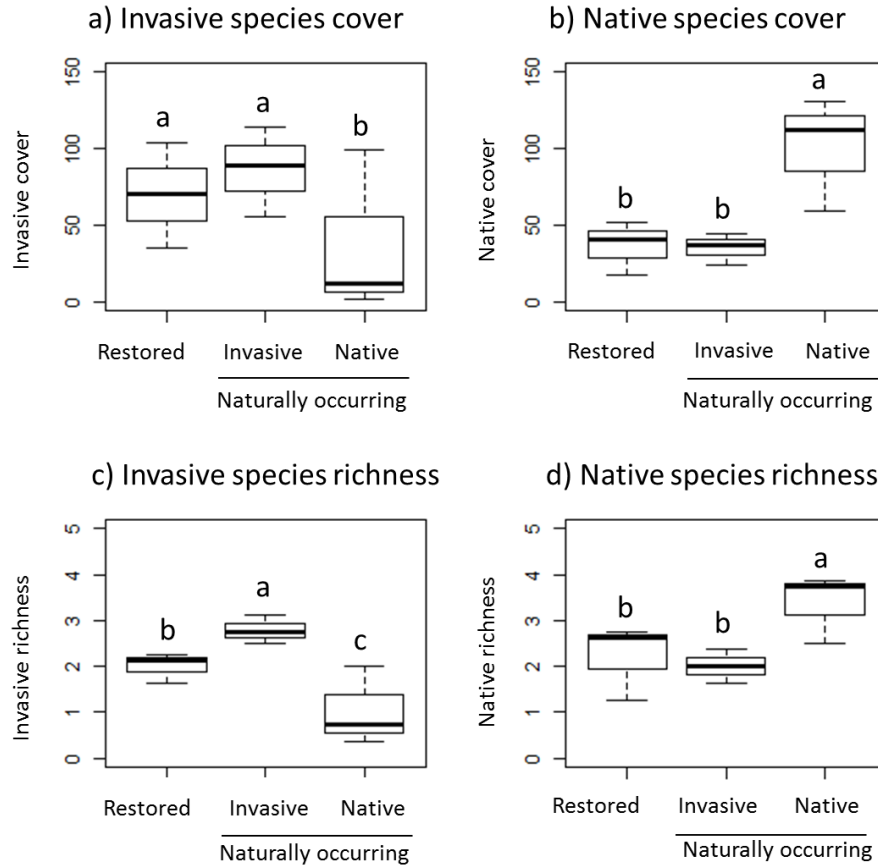 a) Invasive species cover
Invasive cover
0 50 100 150
a a b
Restored Invasive Native
Naturally occurring
b) Native species cover
Native cover
0 50 100 150
b b a
Restored Invasive Native
Naturally occurring
c) Invasive species richness
Invasive richness
0 1 2 3 4 5
b a c
Restored Invasive Native
Naturally occurring
d) Native species richness
Native richness
0 1 2 3 4 5
b b a
Restored Invasive Native
Naturally occurring